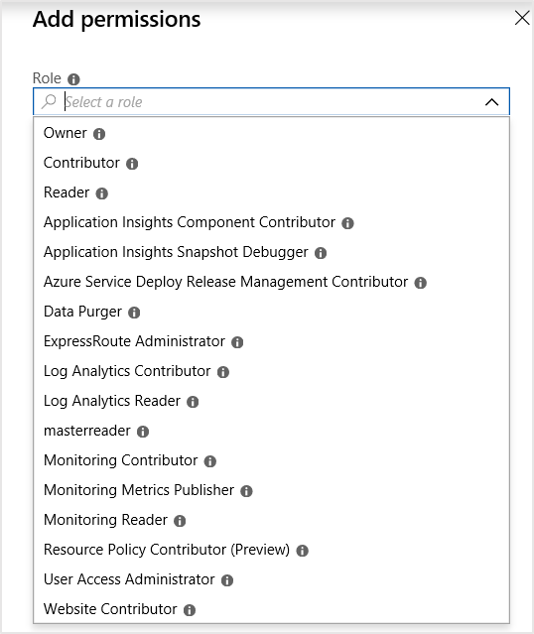 Add permissions
Role
Select a role
Owner
Contributor
Reader
Application Insights Component Contributor
Application Insights Snapshot Debugger
Azure Service Deploy Release Management Contributor
Data Purger
ExpressRoute Administrator
Log Analytics Contributor
Log Analytics Reader
masterreader
Monitoring Contributor
Monitoring Metrics Publisher
Monitoring Reader
Resource Policy Contributor (Preview)
User Access Administrator
Website Contributor